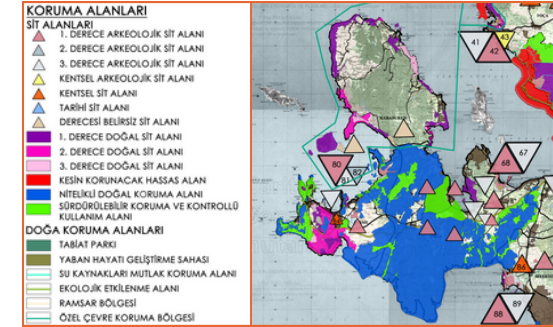 KORUMA ALANLARI
SİT ALANLARI
1. DERECE ARKEOLOJİK SİT ALANI
2. DERECE ARKEOLOJİK SİT ALANI
3. DERECE ARKEOLOJİK SİT ALANI
KENTSEL ARKEOLOJİK SİT ALANI
KENTSEL SİT ALANI
TARİHİ SİT ALANI
DERECESİ BELİRSİZ SİT ALANI
1. DERECE DOĞAL SİT ALANI
2. DERECE DOĞAL SİT ALANI
3. DERECE DOĞAL SİT ALANI
KESİN KORUNACAK HASSAS ALAN
NİTELİKLİ DOĞAL KORUMA ALANI
SÜRDÜRÜLEBİLİR KORUMA VE KONTROLLÜ
KULLANIM ALANI
DOĞA KORUMA ALANLARI
TABİAT PARKI
YABAN HAYATI GELİŞTİRME SAHASI
SU KAYNAKLARI MUTLAK KORUMA ALANI
EKOLOJİK ETKİLENME ALANI
RAMSAR BÖLGESİ
ÖZEL ÇEVRE KORUMA BÖLGESİ
41
42
43
80
81
82
68
67
86
88
89